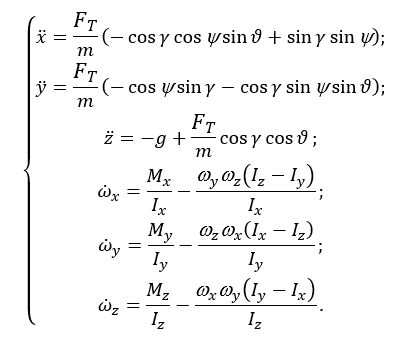 ẍ = F_T/m (− cos γ cos ψ sin ϑ + sin γ sin ψ);
ÿ = F_T/m (− cos ψ sin γ − cos γ sin ψ sin ϑ);
z̈ = −g + F_T/m cos γ cos ϑ ;
ω̇_x = M_x/I_x − ω_y ω_z(I_z − I_y)/I_x ;
ω̇_y = M_y/I_y − ω_z ω_x(I_x − I_z)/I_y ;
ω̇_z = M_z/I_z − ω_x ω_y(I_y − I_x)/I_z .